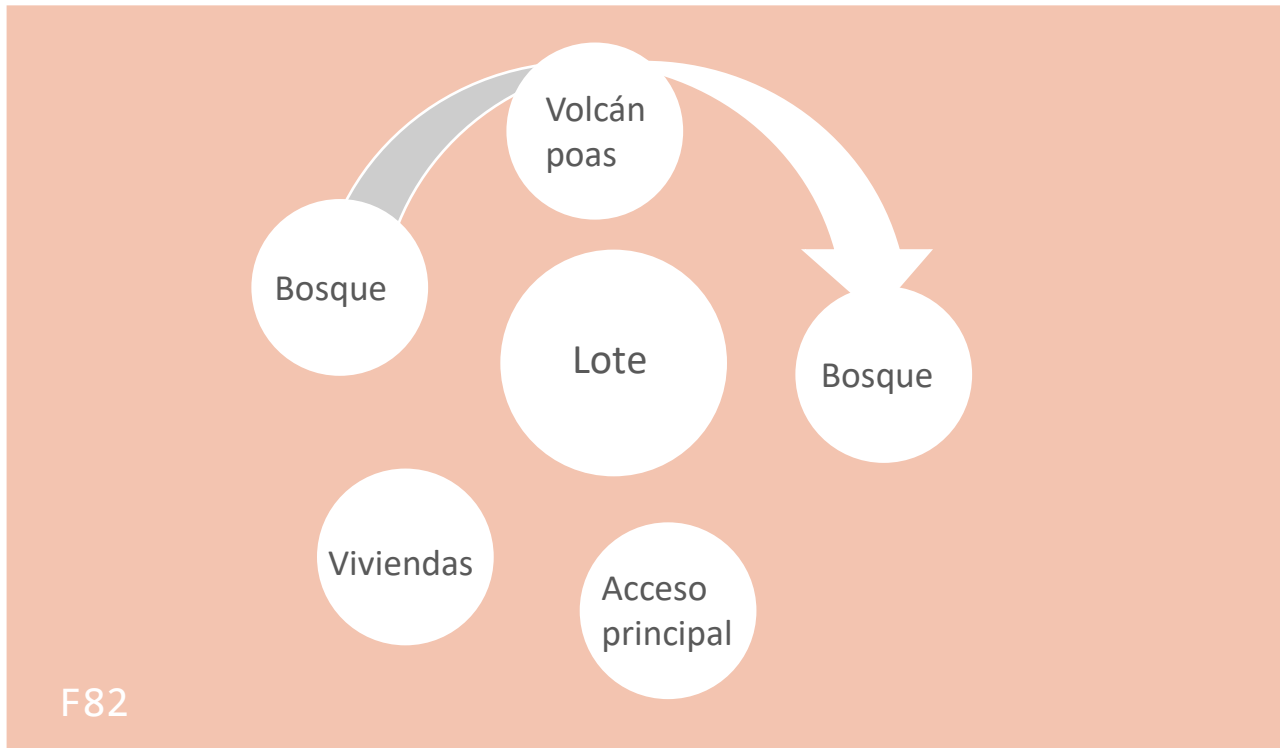 Volcán
poas
Bosque
Lote
Bosque
Viviendas
Acceso
principal
F82